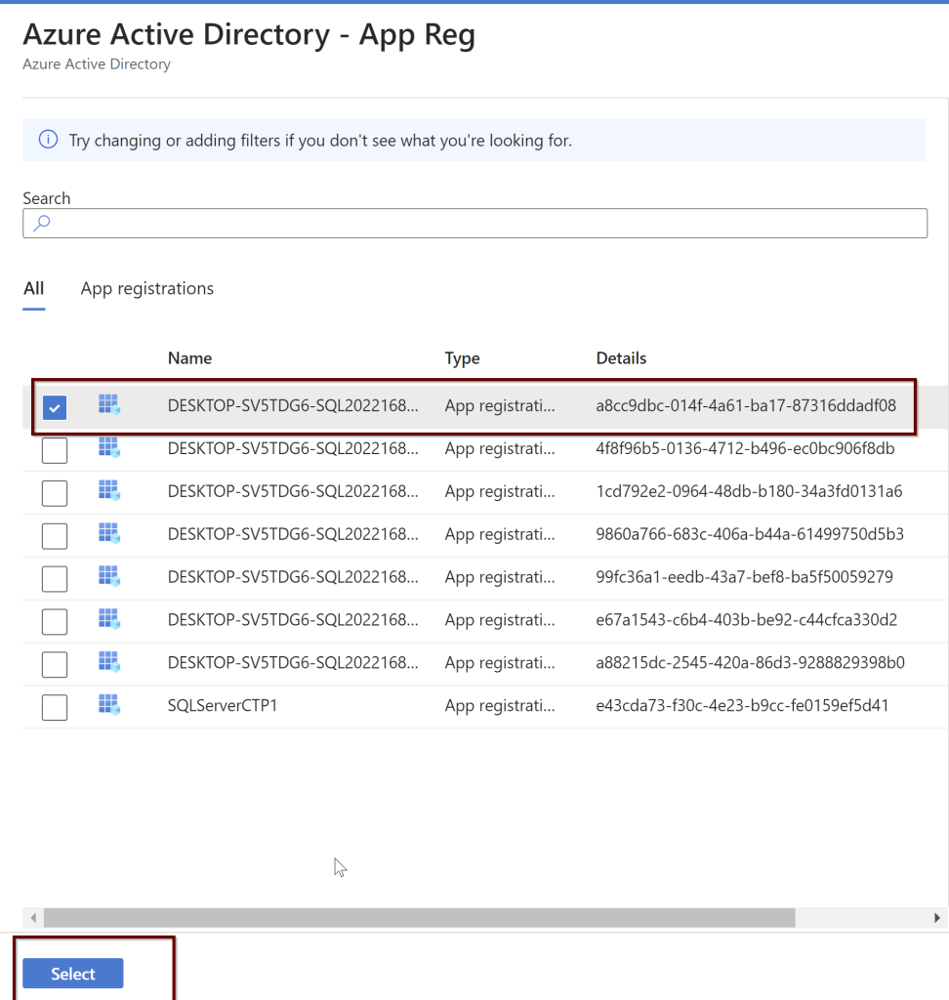 Azure Active Directory - App Reg
Azure Active Directory
Try changing or adding filters if you don't see what you're looking for.
Search
All App registrations
Name Type Details
DESKTOP-SV5TDG6-SQL2022168... App registrati... a8cc9dbc-014f-4a61-ba17-87316ddadf08
DESKTOP-SV5TDG6-SQL2022168... App registrati... 4f8f96b5-0136-4712-b496-ec0bc906f8db
DESKTOP-SV5TDG6-SQL2022168... App registrati... 1cd792e2-0964-48db-b180-34a3fd0131a6
DESKTOP-SV5TDG6-SQL2022168... App registrati... 9860a766-683c-406a-b44a-61499750d5b3
DESKTOP-SV5TDG6-SQL2022168... App registrati... 99fc36a1-eedb-43a7-bef8-ba5f50059279
DESKTOP-SV5TDG6-SQL2022168... App registrati... e67a1543-c6b4-403b-be92-c44cfca330d2
DESKTOP-SV5TDG6-SQL2022168... App registrati... a88215dc-2545-420a-86d3-9288829398b0
SQLServerCTP1 App registrati... e43cda73-f30c-4e23-b9cc-fe0159ef5d41
Select